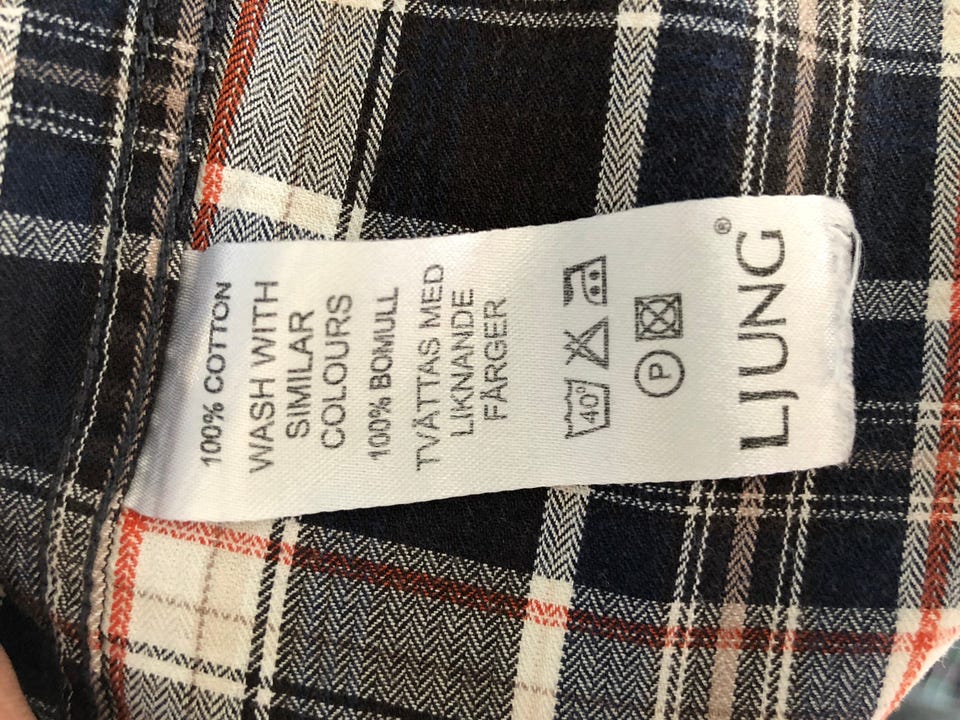 100% COTTON
WASH WITH
SIMILAR
COLOURS
100% BOMULL
TVÄTTAS MED
LIKNANDE
FÄRGER
40°
P
LJUNG®